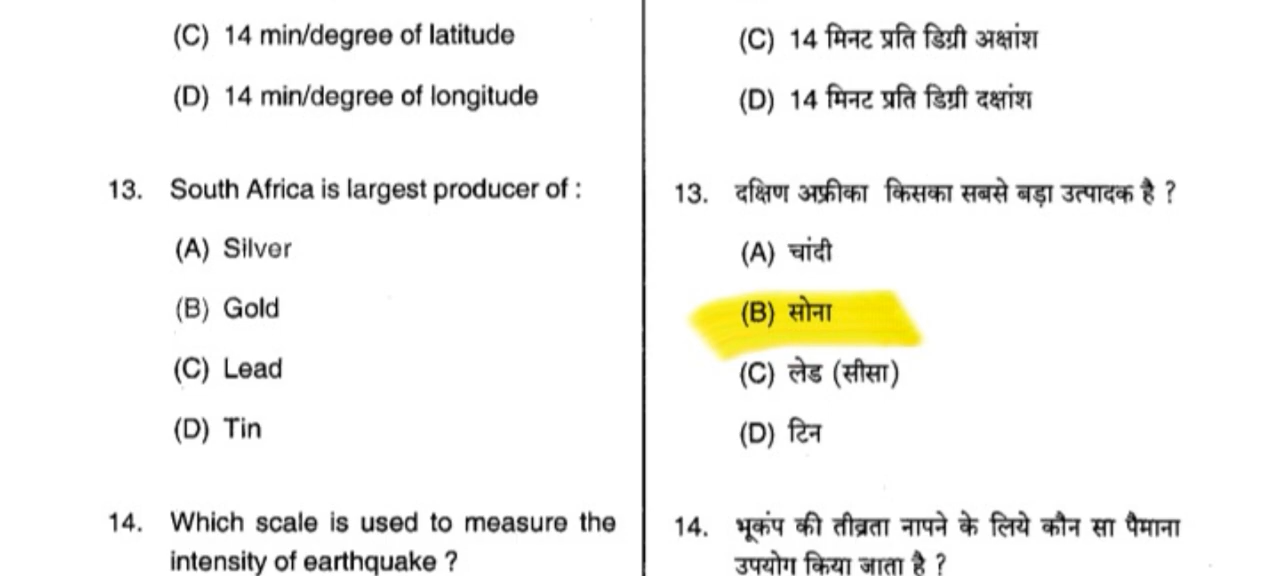 (C) 14 min/degree of latitude
(D) 14 min/degree of longitude
13. South Africa is largest producer of :
(A) Silver
(B) Gold
(C) Lead
(D) Tin
14. Which scale is used to measure the
intensity of earthquake ?
(C) 14 मिनट प्रति डिग्री अक्षांश
(D) 14 मिनट प्रति डिग्री दक्षांश
13. दक्षिण अफ्रीका किसका सबसे बड़ा उत्पादक है ?
(A) चांदी
(B) सोना
(C) लेड (सीसा)
(D) टिन
14. भूकंप की तीव्रता नापने के लिये कौन सा पैमाना
उपयोग किया जाता है ?